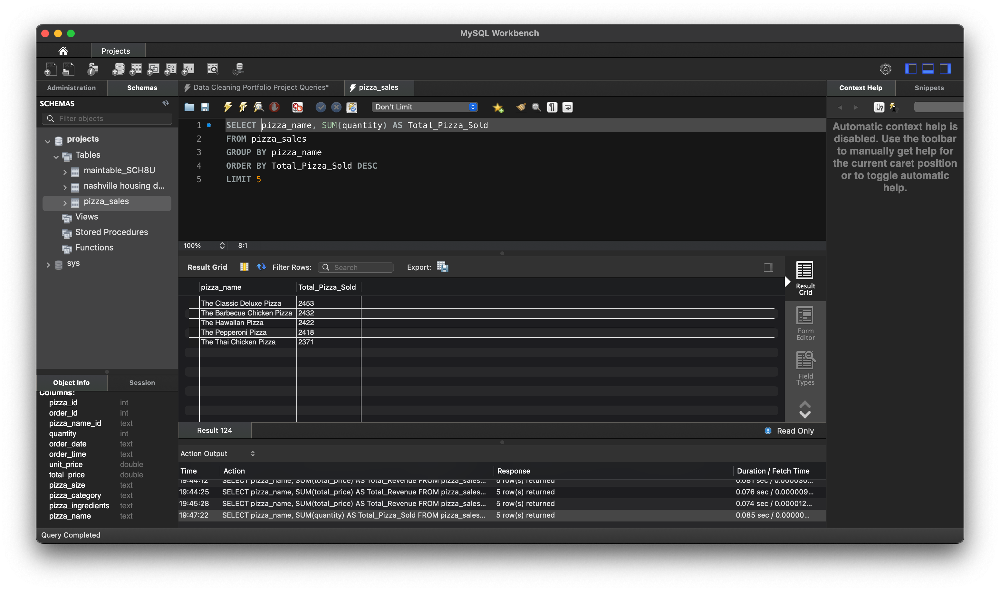 MySQL Workbench
Projects
Administration
Schemas
Data Cleaning Portfolio Project Queries*
pizza_sales
Context Help
Snippets
SCHEMAS
Filter objects
Don't Limit
projects
Tables
maintable_SCH8U
nashville housing d...
pizza_sales
Views
Stored Procedures
Functions
sys
1 SELECT pizza_name, SUM(quantity) AS Total_Pizza_Sold
2 FROM pizza_sales
3 GROUP BY pizza_name
4 ORDER BY Total_Pizza_Sold DESC
5 LIMIT 5
Automatic context help is
disabled. Use the toolbar
to manually get help for
the current caret position
or to toggle automatic
help.
100% 8:1
Result Grid Filter Rows: Search Export:
pizza_name Total_Pizza_Sold
The Classic Deluxe Pizza 2453
The Barbecue Chicken Pizza 2432
The Hawaiian Pizza 2422
The Pepperoni Pizza 2418
The Thai Chicken Pizza 2371
Result
Grid
Form
Editor
Field
Types
Result 124
Read Only
Object Info
Session
Columns:
pizza_id int
order_id int
pizza_name_id text
quantity int
order_date text
order_time text
unit_price double
total_price double
pizza_size text
pizza_category text
pizza_ingredients text
pizza_name text
Action Output
Time Action Response Duration / Fetch Time
19:44:12 SELECT pizza_name, SUM(total_price) AS Total_Revenue FROM pizza_sales... 5 row(s) returned 0.081 sec / 0.000030...
19:44:25 SELECT pizza_name, SUM(total_price) AS Total_Revenue FROM pizza_sales... 5 row(s) returned 0.076 sec / 0.000009...
19:45:28 SELECT pizza_name, SUM(total_price) AS Total_Revenue FROM pizza_sales... 5 row(s) returned 0.074 sec / 0.000012...
19:47:22 SELECT pizza_name, SUM(quantity) AS Total_Pizza_Sold FROM pizza_sales... 5 row(s) returned 0.085 sec / 0.00000...
Query Completed